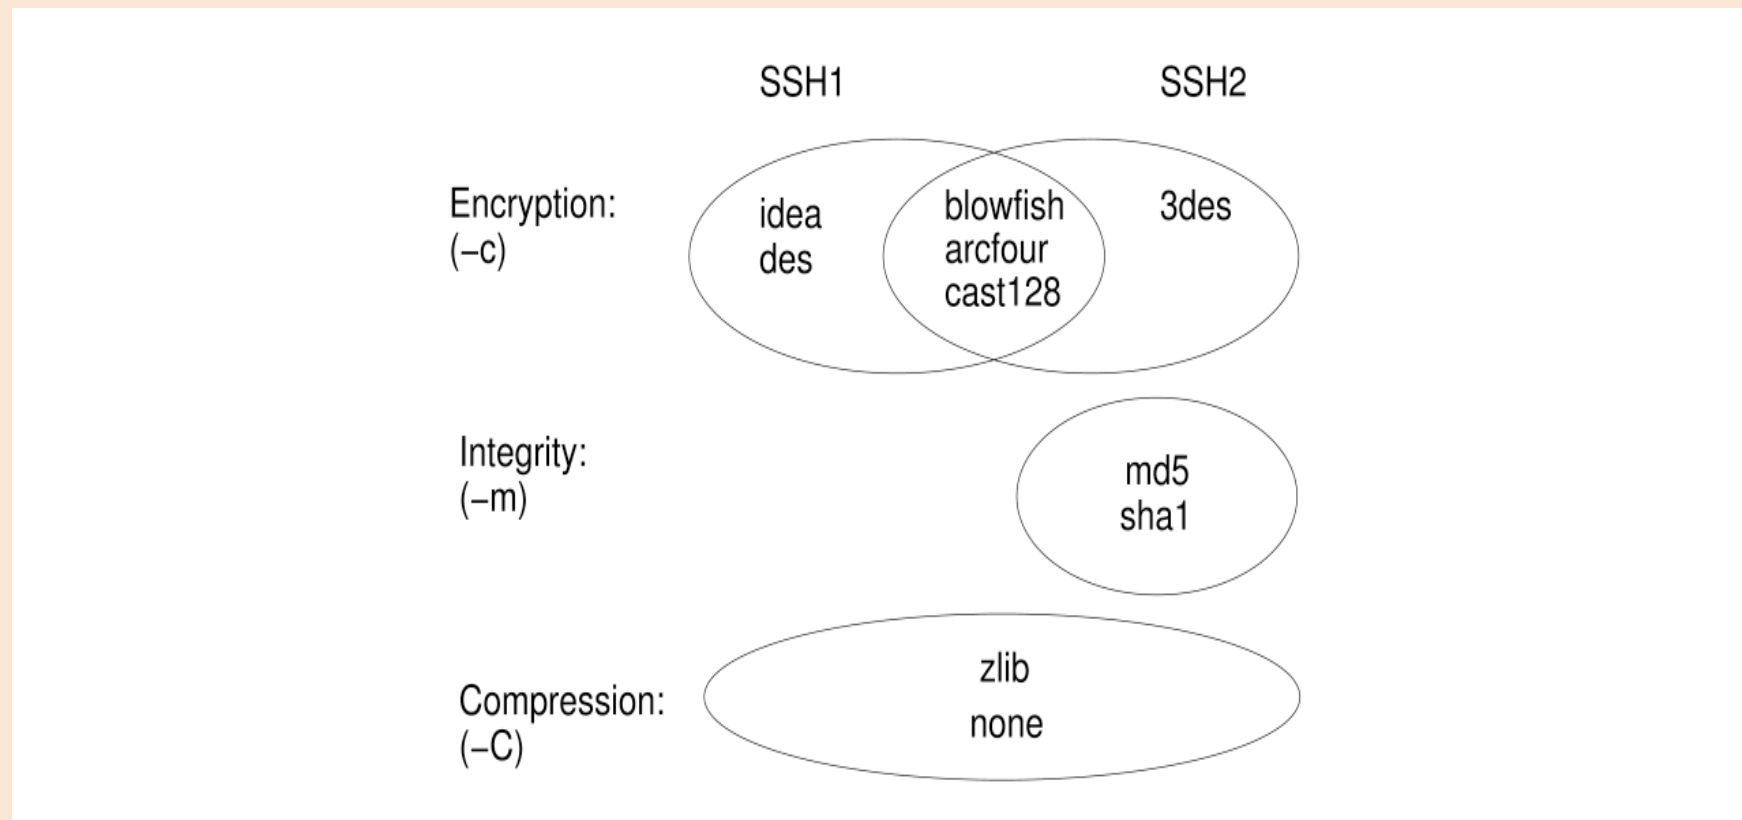 SSH1 SSH2
Encryption:
(–c)
idea
des
blowfish
arcfour
cast128
3des
Integrity:
(–m)
md5
sha1
Compression:
(–C)
zlib
none